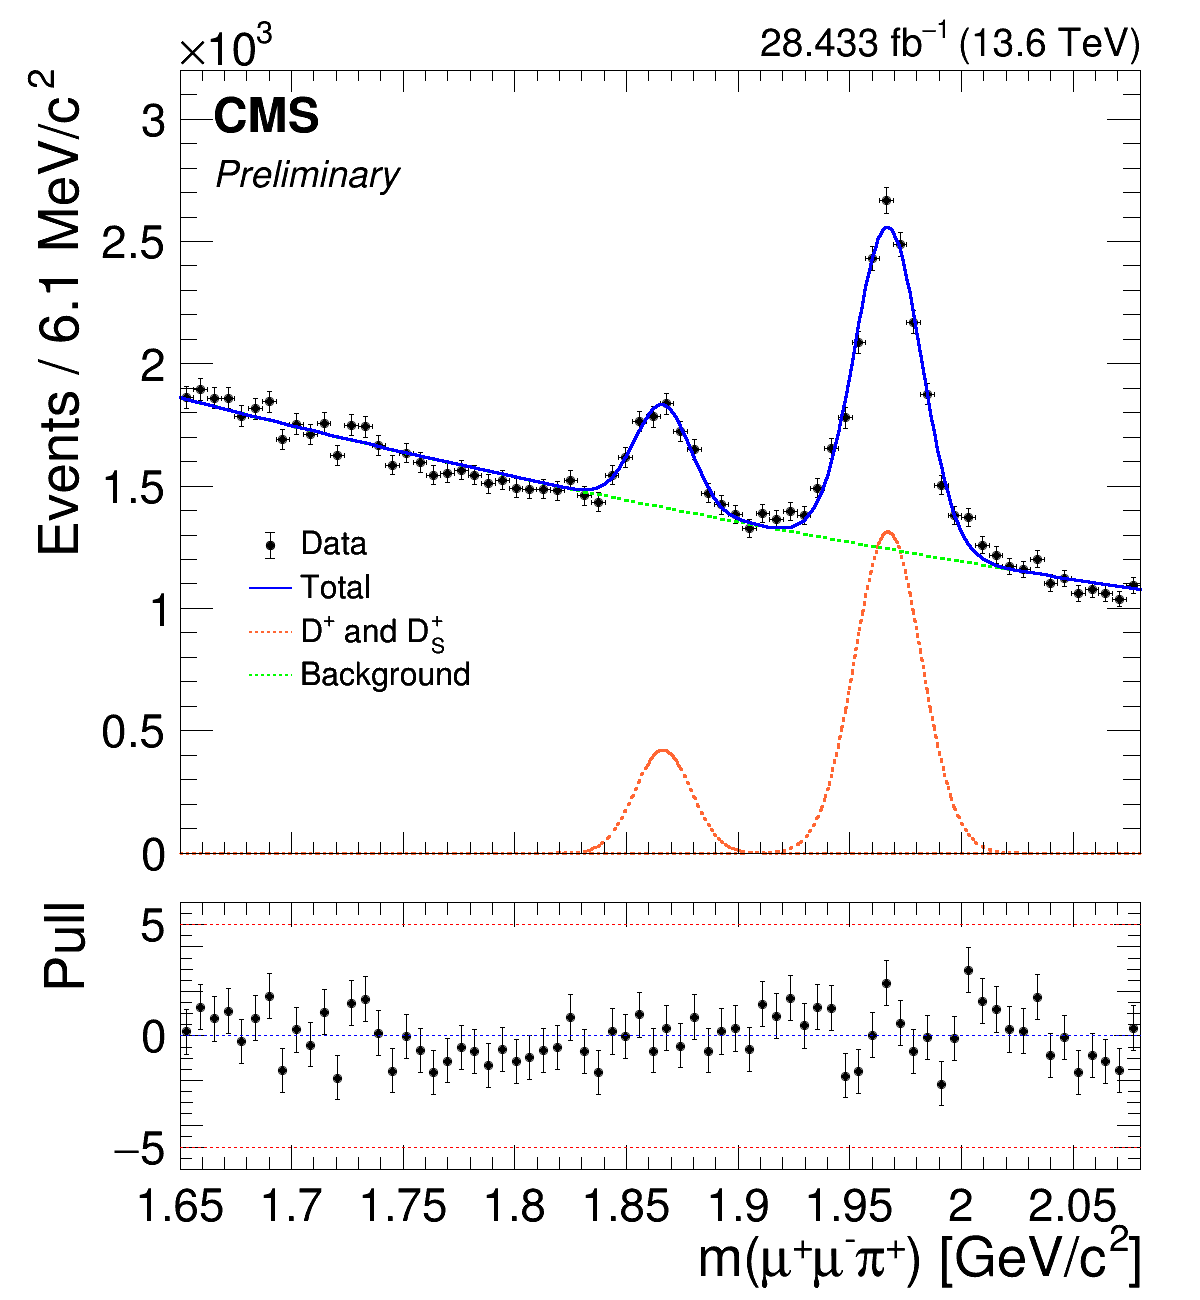 ×10³
28.433 fb⁻¹ (13.6 TeV)
CMS
Preliminary
Events / 6.1 MeV/c²
3
2.5
2
1.5
1
0.5
0
Data
Total
D⁺ and D_S⁺
Background
Pull
5
0
−5
1.65 1.7 1.75 1.8 1.85 1.9 1.95 2 2.05
m(μ⁺μ⁻π⁺) [GeV/c²]